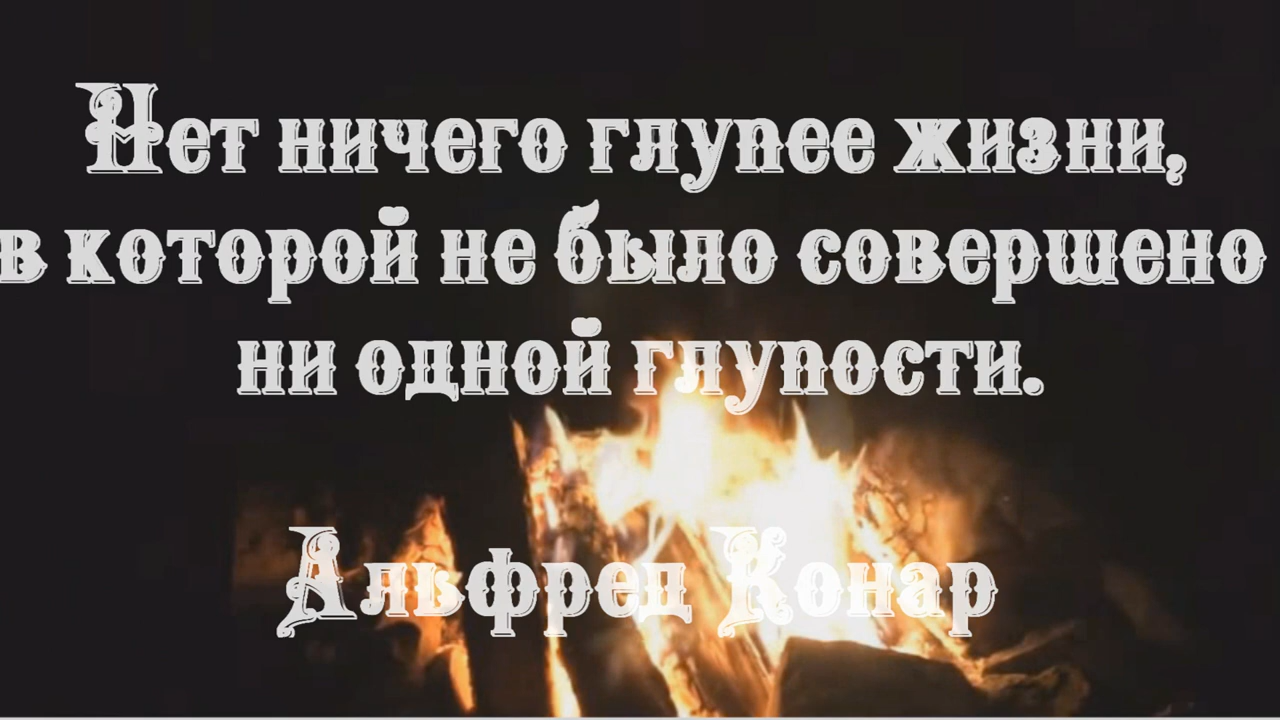 Нет ничего глупее жизни,
в которой не было совершено
ни одной глупости.
Альфред Конар